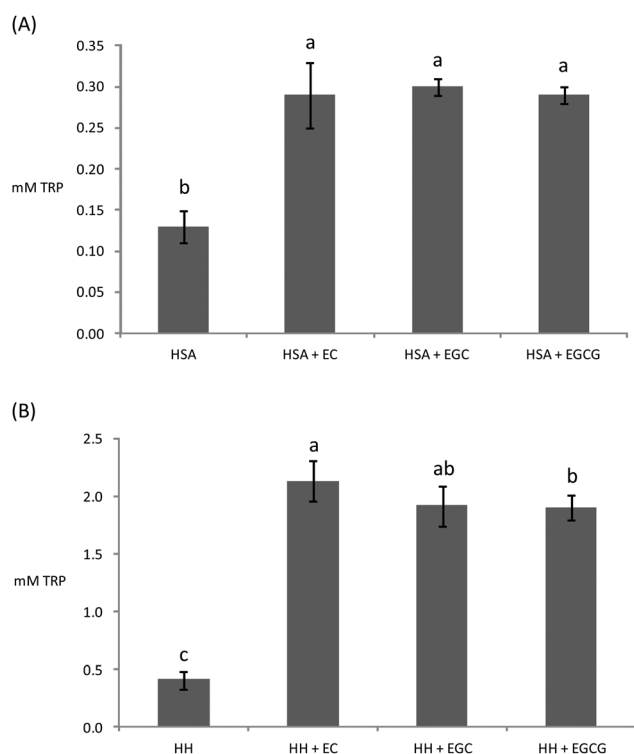 (A)
0.35
0.30
0.25
0.20
mM TRP
0.15
0.10
0.05
0.00
b
a
a
a
HSA
HSA + EC
HSA + EGC
HSA + EGCG
(B)
2.5
2.0
1.5
mM TRP
1.0
0.5
0.0
c
a
ab
b
HH
HH + EC
HH + EGC
HH + EGCG